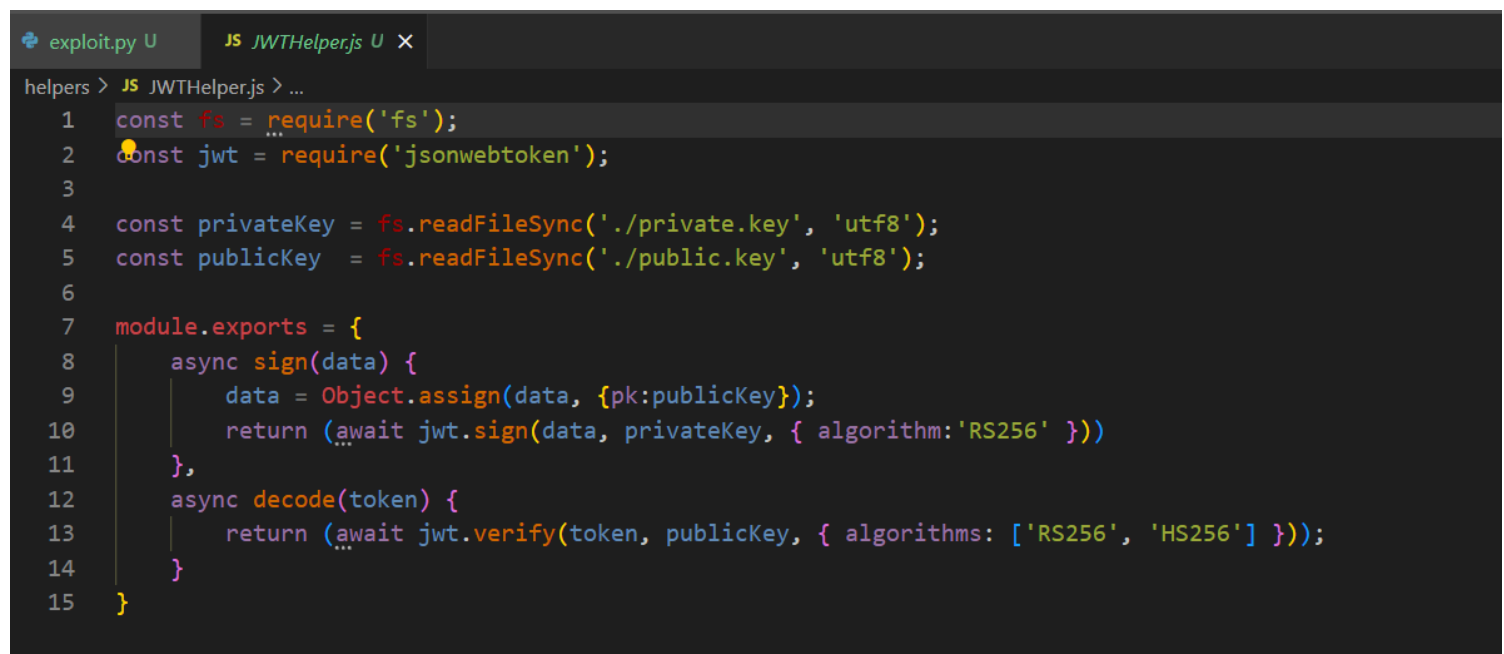 exploit.py U JS JWTHelper.js U ×
helpers > JS JWTHelper.js > ...
1 const fs = require('fs');
2 const jwt = require('jsonwebtoken');
3
4 const privateKey = fs.readFileSync('./private.key', 'utf8');
5 const publicKey  = fs.readFileSync('./public.key', 'utf8');
6
7 module.exports = {
8     async sign(data) {
9         data = Object.assign(data, {pk:publicKey});
10         return (await jwt.sign(data, privateKey, { algorithm:'RS256' }))
11     },
12     async decode(token) {
13         return (await jwt.verify(token, publicKey, { algorithms: ['RS256', 'HS256'] }));
14     }
15 }